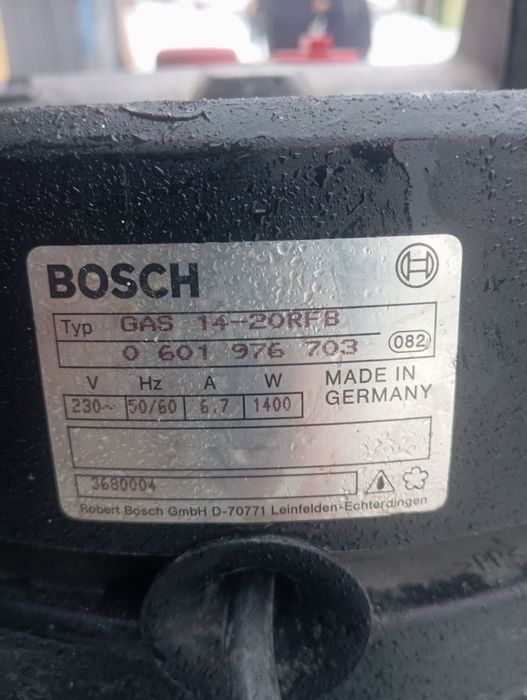 BOSCH
Typ GAS 14-20RFB
0 601 976 703 082
V Hz A W MADE IN
230~ 50/60 6.7 1400 GERMANY
3680004
Robert Bosch GmbH D-70771 Leinfelden-Echterdingen
>PP<